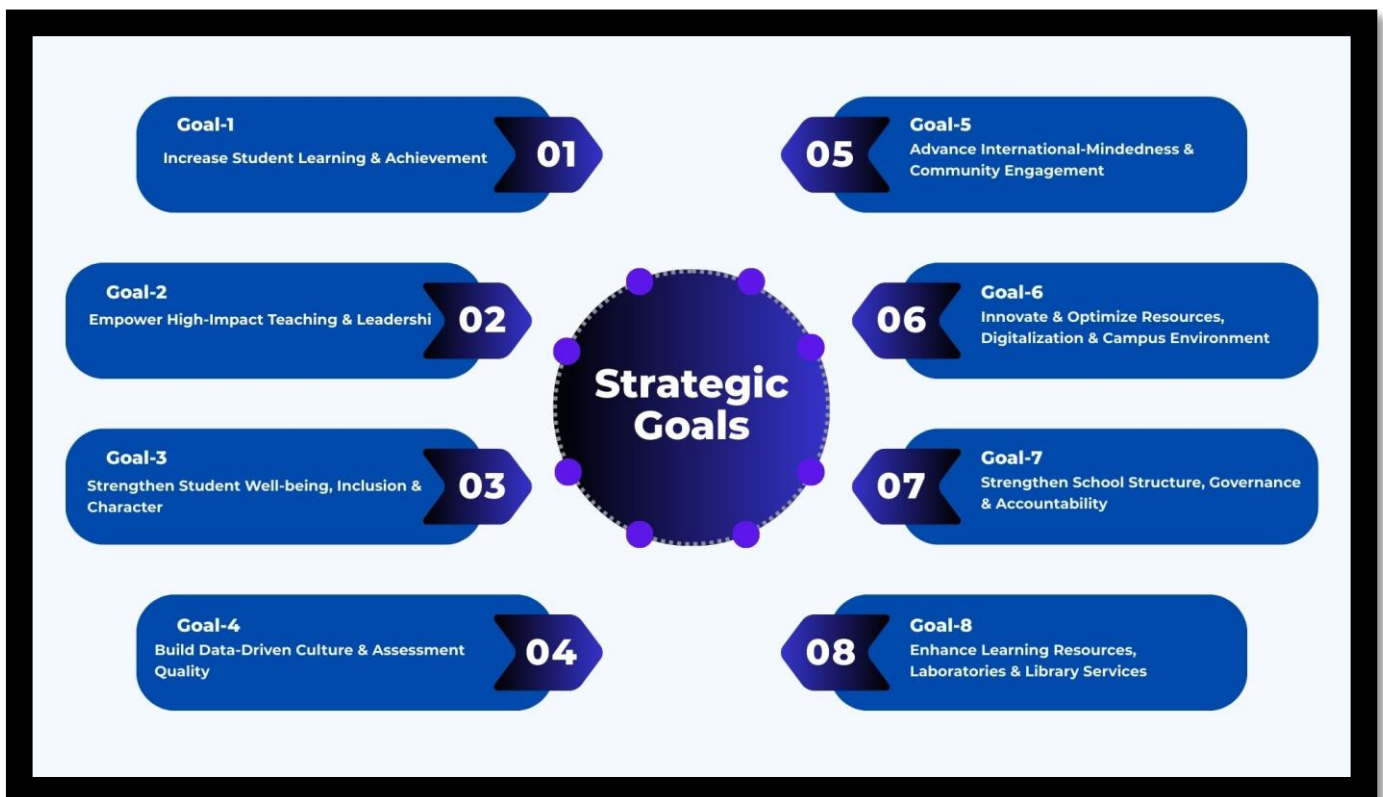 Goal-1
Increase Student Learning & Achievement
01
Goal-2
Empower High-Impact Teaching & Leadershi
02
Goal-3
Strengthen Student Well-being, Inclusion &
Character
03
Goal-4
Build Data-Driven Culture & Assessment
Quality
04
Strategic
Goals
05
Goal-5
Advance International-Mindedness &
Community Engagement
06
Goal-6
Innovate & Optimize Resources,
Digitalization & Campus Environment
07
Goal-7
Strengthen School Structure, Governance
& Accountability
08
Goal-8
Enhance Learning Resources,
Laboratories & Library Services